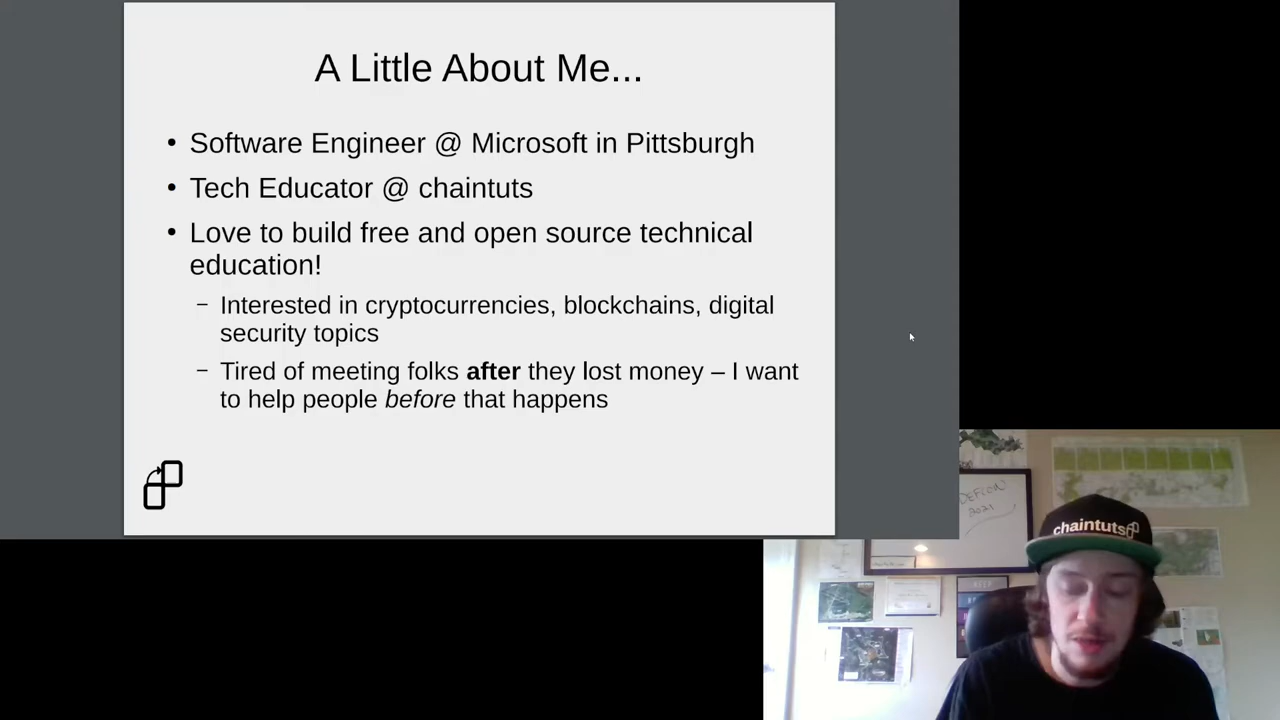 A Little About Me...
• Software Engineer @ Microsoft in Pittsburgh
• Tech Educator @ chaintuts
• Love to build free and open source technical
education!
– Interested in cryptocurrencies, blockchains, digital
security topics
– Tired of meeting folks after they lost money – I want
to help people before that happens
DEFCON
2021
chaintuts